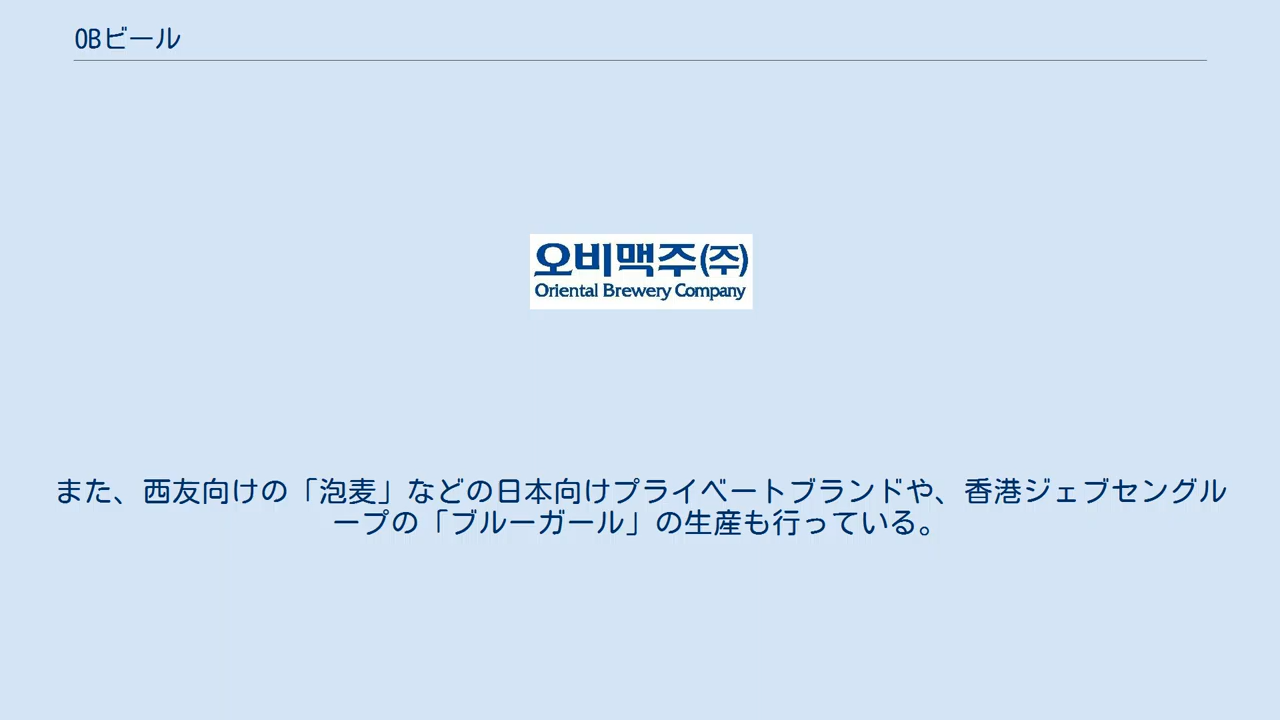 OBビール
오비맥주(주)
Oriental Brewery Company
また、西友向けの「泡麦」などの日本向けプライベートブランドや、香港ジェブセングル
ープの「ブルーガール」の生産も行っている。